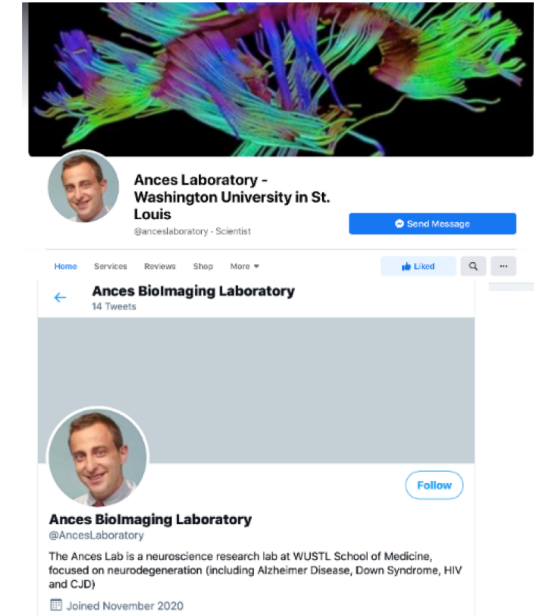 Ances Laboratory -
Washington University in St.
Louis
@anceslaboratory · Scientist
Send Message
Home Services Reviews Shop More
Liked
Ances BioImaging Laboratory
14 Tweets
Follow
Ances BioImaging Laboratory
@AncesLaboratory
The Ances Lab is a neuroscience research lab at WUSTL School of Medicine,
focused on neurodegeneration (including Alzheimer Disease, Down Syndrome, HIV
and CJD)
Joined November 2020